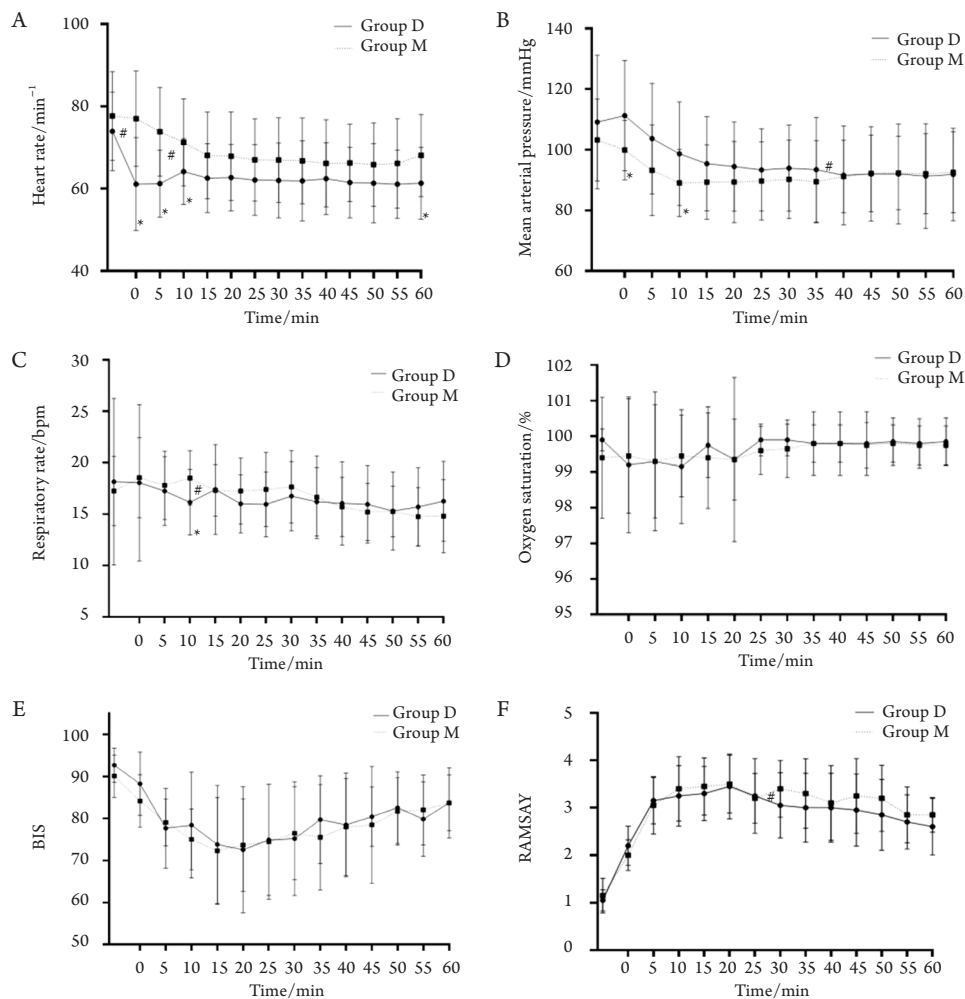 A
100
80
60
40
Heart rate/min⁻¹
Group D
Group M
#
#
*
*
*
*
0 5 10 15 20 25 30 35 40 45 50 55 60
Time/min
B
140
120
100
80
60
Mean arterial pressure/mmHg
Group D
Group M
#
*
*
0 5 10 15 20 25 30 35 40 45 50 55 60
Time/min
C
30
25
20
15
10
5
Respiratory rate/bpm
Group D
Group M
#
*
0 5 10 15 20 25 30 35 40 45 50 55 60
Time/min
D
102
101
100
99
98
97
96
95
Oxygen saturation/%
Group D
Group M
0 5 10 15 20 25 30 35 40 45 50 55 60
Time/min
E
100
90
80
70
60
50
BIS
Group D
Group M
0 5 10 15 20 25 30 35 40 45 50 55 60
Time/min
F
5
4
3
2
1
0
RAMSAY
Group D
Group M
#
0 5 10 15 20 25 30 35 40 45 50 55 60
Time/min